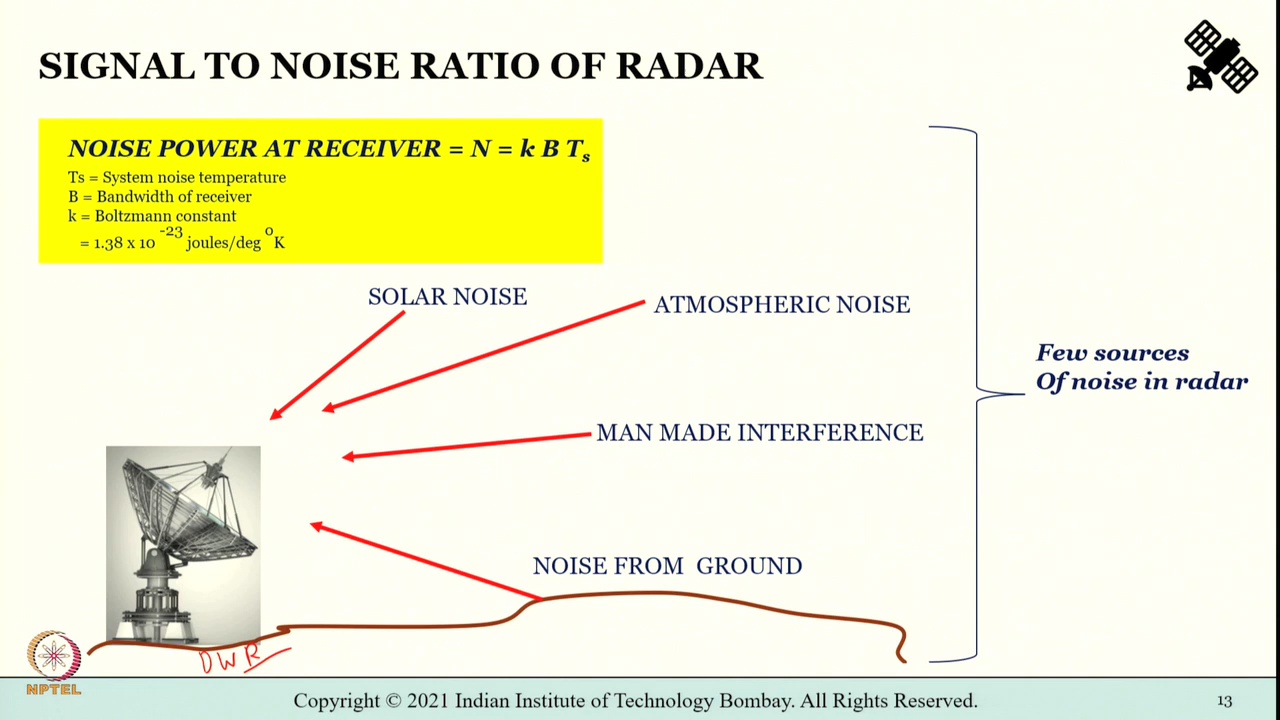 SIGNAL TO NOISE RATIO OF RADAR
NOISE POWER AT RECEIVER = N = k B Ts
Ts = System noise temperature
B = Bandwidth of receiver
k = Boltzmann constant
= 1.38 x 10 -23 joules/deg oK
SOLAR NOISE
ATMOSPHERIC NOISE
Few sources
Of noise in radar
MAN MADE INTERFERENCE
NOISE FROM GROUND
DWR
NPTEL
Copyright © 2021 Indian Institute of Technology Bombay. All Rights Reserved.
13